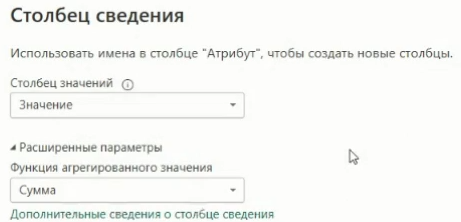 Столбец сведения
Использовать имена в столбце "Атрибут", чтобы создать новые столбцы.
Столбец значений
Значение
Расширенные параметры
Функция агрегированного значения
Сумма
Дополнительные сведения о столбце сведения